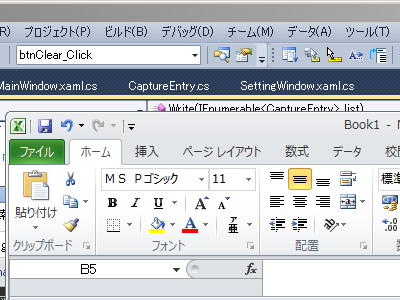 R) プロジェクト(P) ビルド(B) デバッグ(D) チーム(M) データ(A) ツール(T)
btnClear_Click
MainWindow.xaml.cs CaptureEntry.cs SettingWindow.xaml.cs
Write(IEnumerable<CaptureEntry> list)
Book1 -
ファイル ホーム 挿入 ページ レイアウト 数式 データ 校
貼り付け MS Pゴシック 11 標準
B I U A A
A ア亜
クリップボード フォント 配置
B5 fx